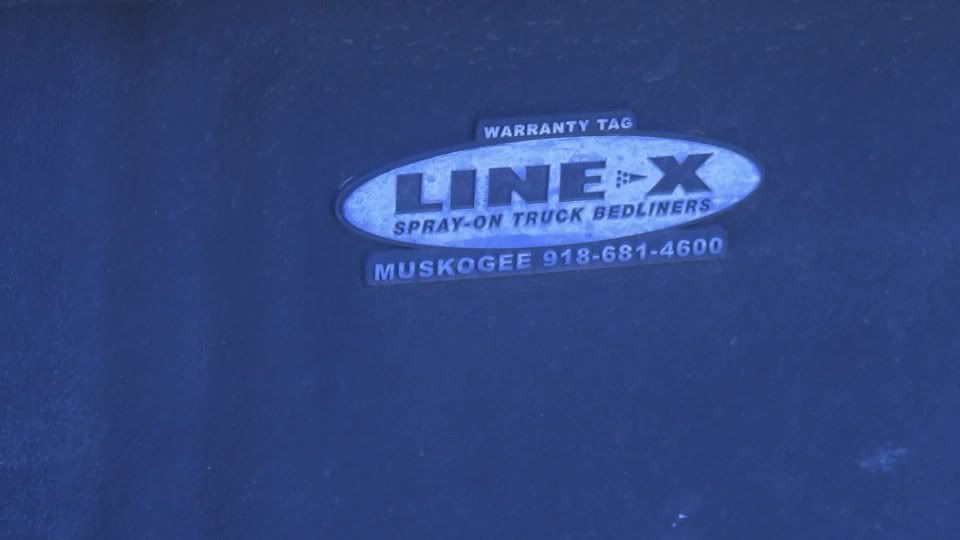 WARRANTY TAG
LINE-X
SPRAY-ON TRUCK BEDLINERS
MUSKOGEE 918-681-4600